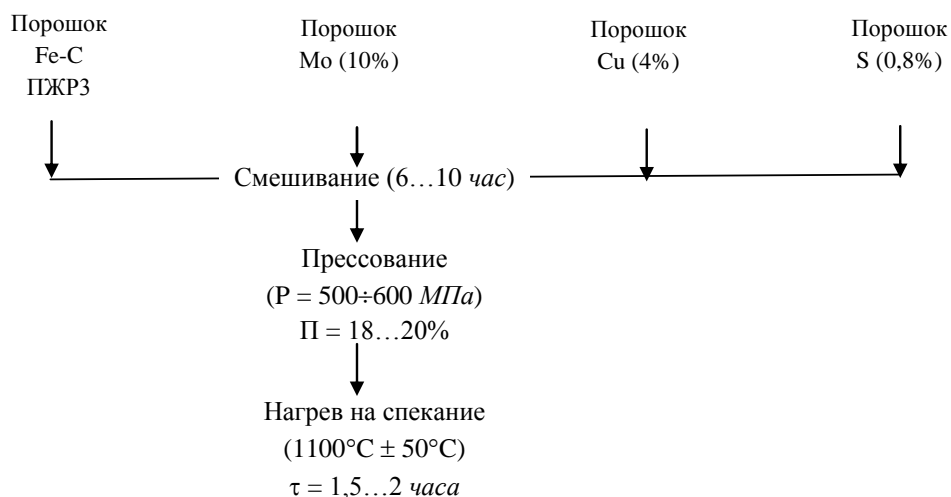 Порошок
Fe-C
ПЖР3
Порошок
Mo (10%)
Порошок
Cu (4%)
Порошок
S (0,8%)
Смешивание (6…10 час)
Прессование
(P = 500÷600 МПа)
П = 18…20%
Нагрев на спекание
(1100°C ± 50°C)
τ = 1,5…2 часа